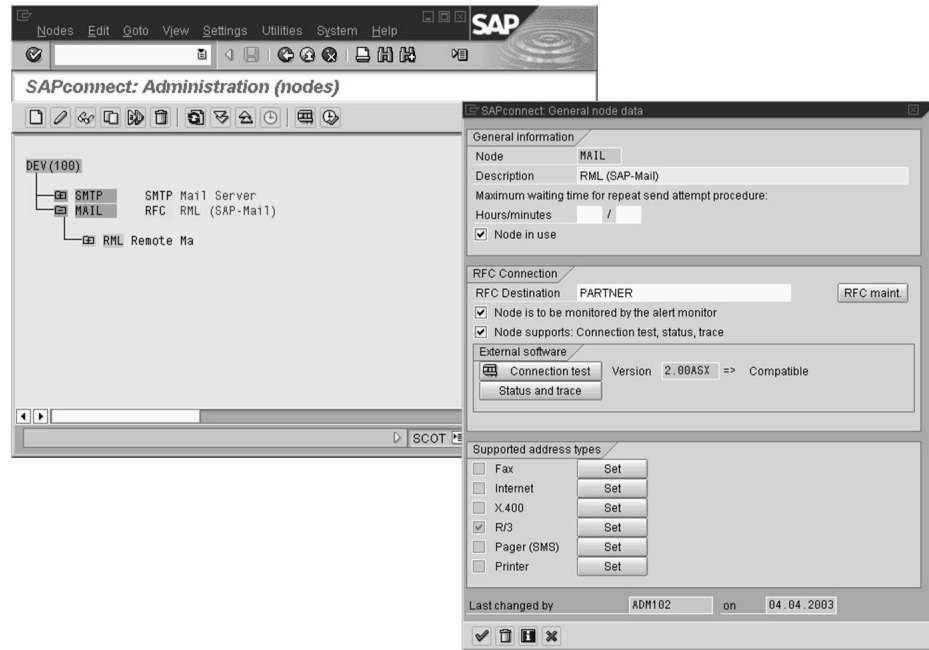 Nodes Edit Goto View Settings Utilities System Help
SAP
SAPconnect: Administration (nodes)
DEV(100)
SMTP SMTP Mail Server
MAIL RFC RML (SAP-Mail)
RML Remote Ma
SCOT
SAPconnect: General node data
General information
Node MAIL
Description RML (SAP-Mail)
Maximum waiting time for repeat send attempt procedure:
Hours/minutes /
Node in use
RFC Connection
RFC Destination PARTNER RFC maint.
Node is to be monitored by the alert monitor
Node supports: Connection test, status, trace
External software
Connection test Version 2.00ASX => Compatible
Status and trace
Supported address types
Fax Set
Internet Set
X.400 Set
R/3 Set
Pager (SMS) Set
Printer Set
Last changed by ADM102 on 04.04.2003